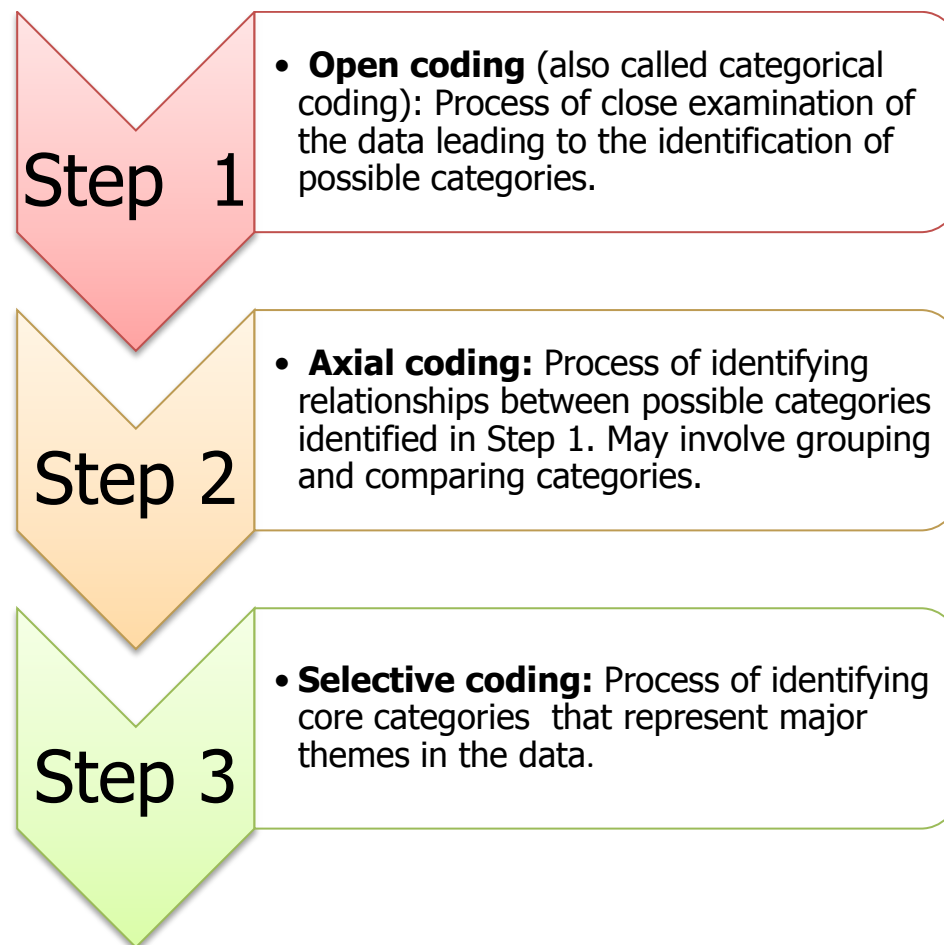 Step 1
• Open coding (also called categorical
coding): Process of close examination of
the data leading to the identification of
possible categories.
Step 2
• Axial coding: Process of identifying
relationships between possible categories
identified in Step 1. May involve grouping
and comparing categories.
Step 3
• Selective coding: Process of identifying
core categories that represent major
themes in the data.